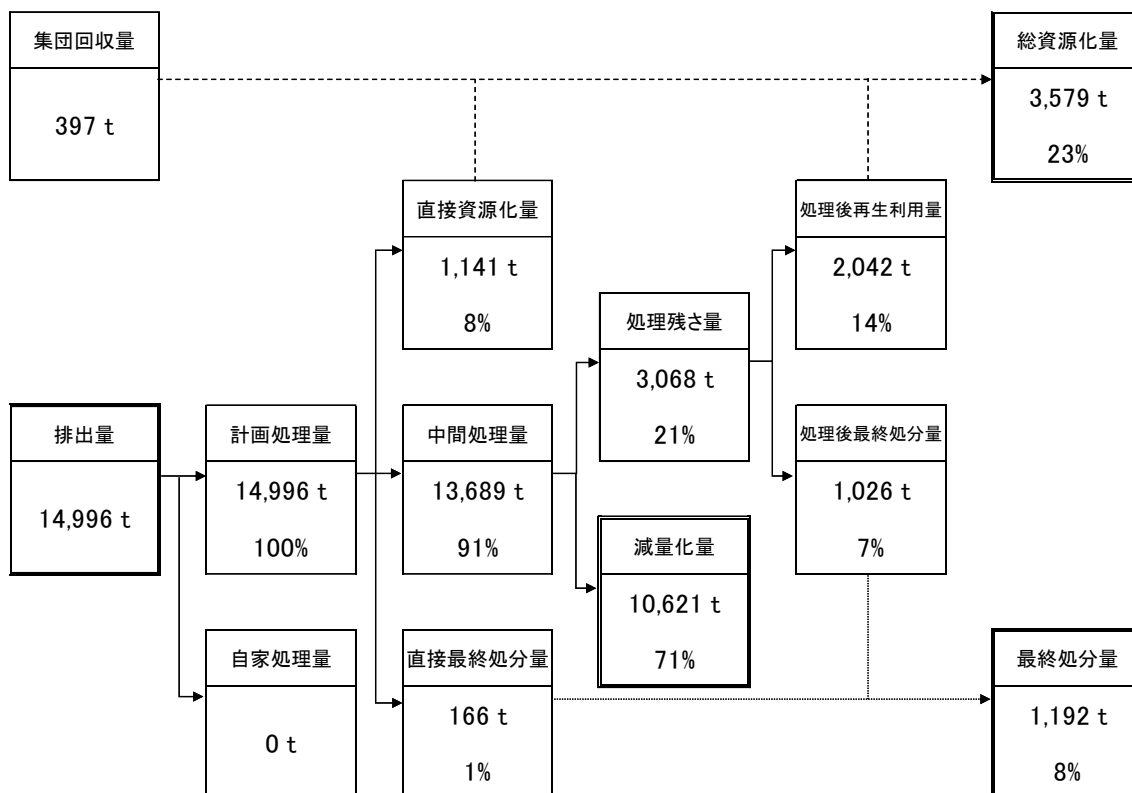 集団回収量
397 t
総資源化量
3,579 t
23%
直接資源化量
1,141 t
8%
処理後再生利用量
2,042 t
14%
処理残さ量
3,068 t
21%
排出量
14,996 t
計画処理量
14,996 t
100%
中間処理量
13,689 t
91%
処理後最終処分量
1,026 t
7%
減量化量
10,621 t
71%
自家処理量
0 t
直接最終処分量
166 t
1%
最終処分量
1,192 t
8%